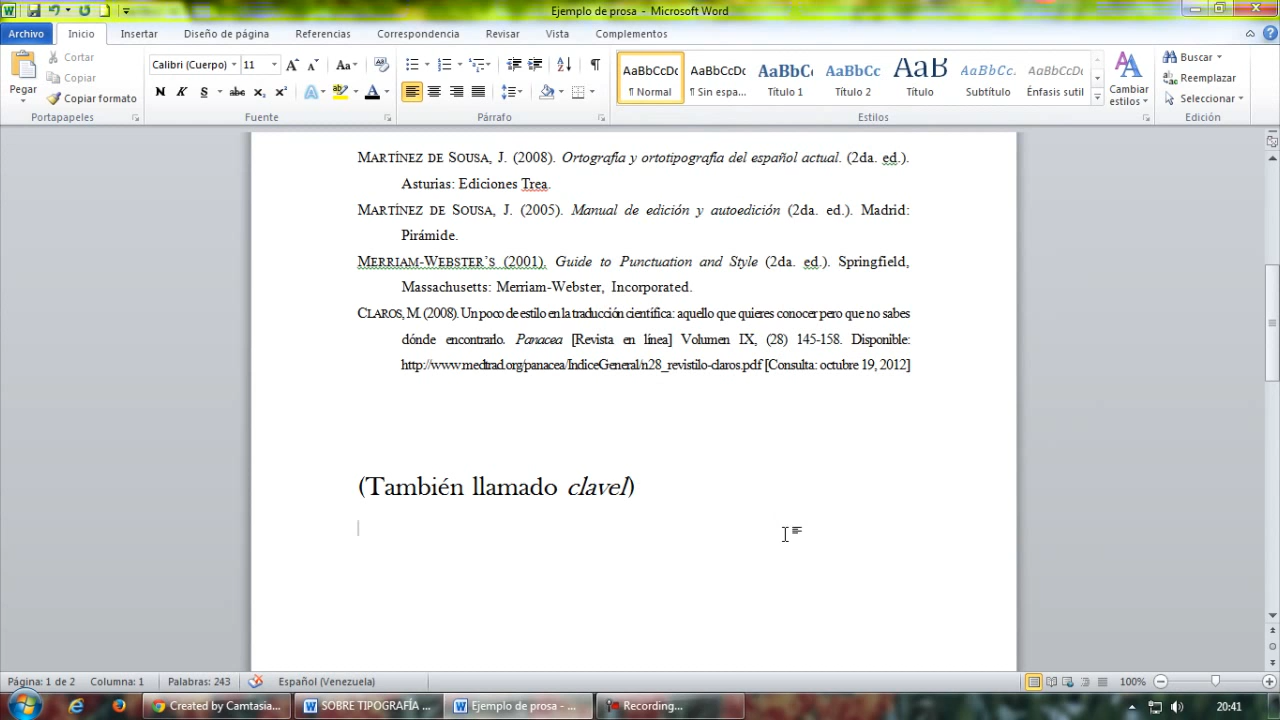 Ejemplo de prosa - Microsoft Word
Archivo Inicio Insertar Diseño de página Referencias Correspondencia Revisar Vista Complementos
Pegar
Cortar
Copiar
Copiar formato
Portapapeles
Calibri (Cuerpo) 11
Fuente
Párrafo
AaBbCcDc AaBbCcDc AaBbC AaBbCc AaB AaBbCc. AaBbCcDc
¶ Normal ¶ Sin espa... Título 1 Título 2 Título Subtítulo Énfasis sutil
Cambiar estilos
Estilos
Buscar
Reemplazar
Seleccionar
Edición
MARTÍNEZ DE SOUSA, J. (2008). Ortografía y ortotipografía del español actual. (2da. ed.).
Asturias: Ediciones Trea.
MARTÍNEZ DE SOUSA, J. (2005). Manual de edición y autoedición (2da. ed.). Madrid:
Pirámide.
MERRIAM-WEBSTER’S (2001). Guide to Punctuation and Style (2da. ed.). Springfield,
Massachusetts: Merriam-Webster, Incorporated.
CLAROS, M. (2008). Un poco de estilo en la traducción científica: aquello que quieres conocer pero que no sabes
dónde encontrarlo. Panacea [Revista en línea] Volumen IX, (28) 145-158. Disponible:
http://www.medtrad.org/panacea/IndiceGeneral/n28_revistilo-claros.pdf [Consulta: octubre 19, 2012]
(También llamado clavel)
Página: 1 de 2 Columna: 1 Palabras: 243 Español (Venezuela) 100%
Created by Camtasia... SOBRE TIPOGRAFÍA ... Ejemplo de prosa - ... Recording... 20:41